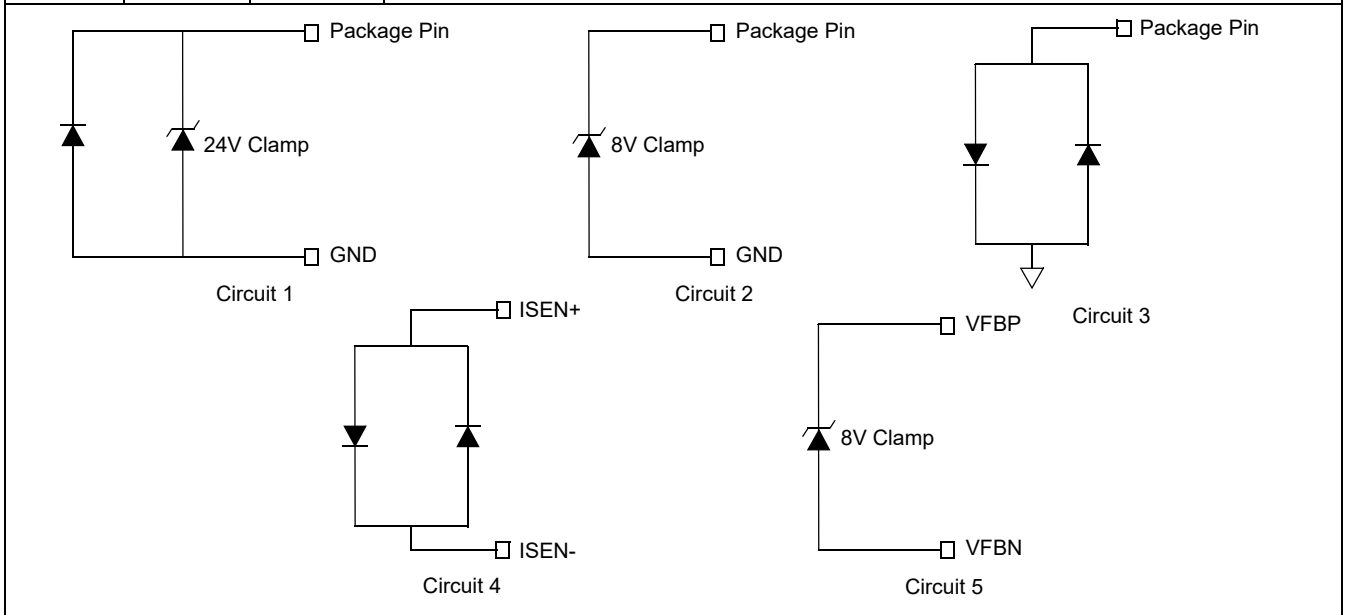 Package Pin
24V Clamp
GND
Circuit 1
Package Pin
8V Clamp
GND
Circuit 2
Package Pin
Circuit 3
ISEN+
ISEN-
Circuit 4
VFBP
8V Clamp
VFBN
Circuit 5